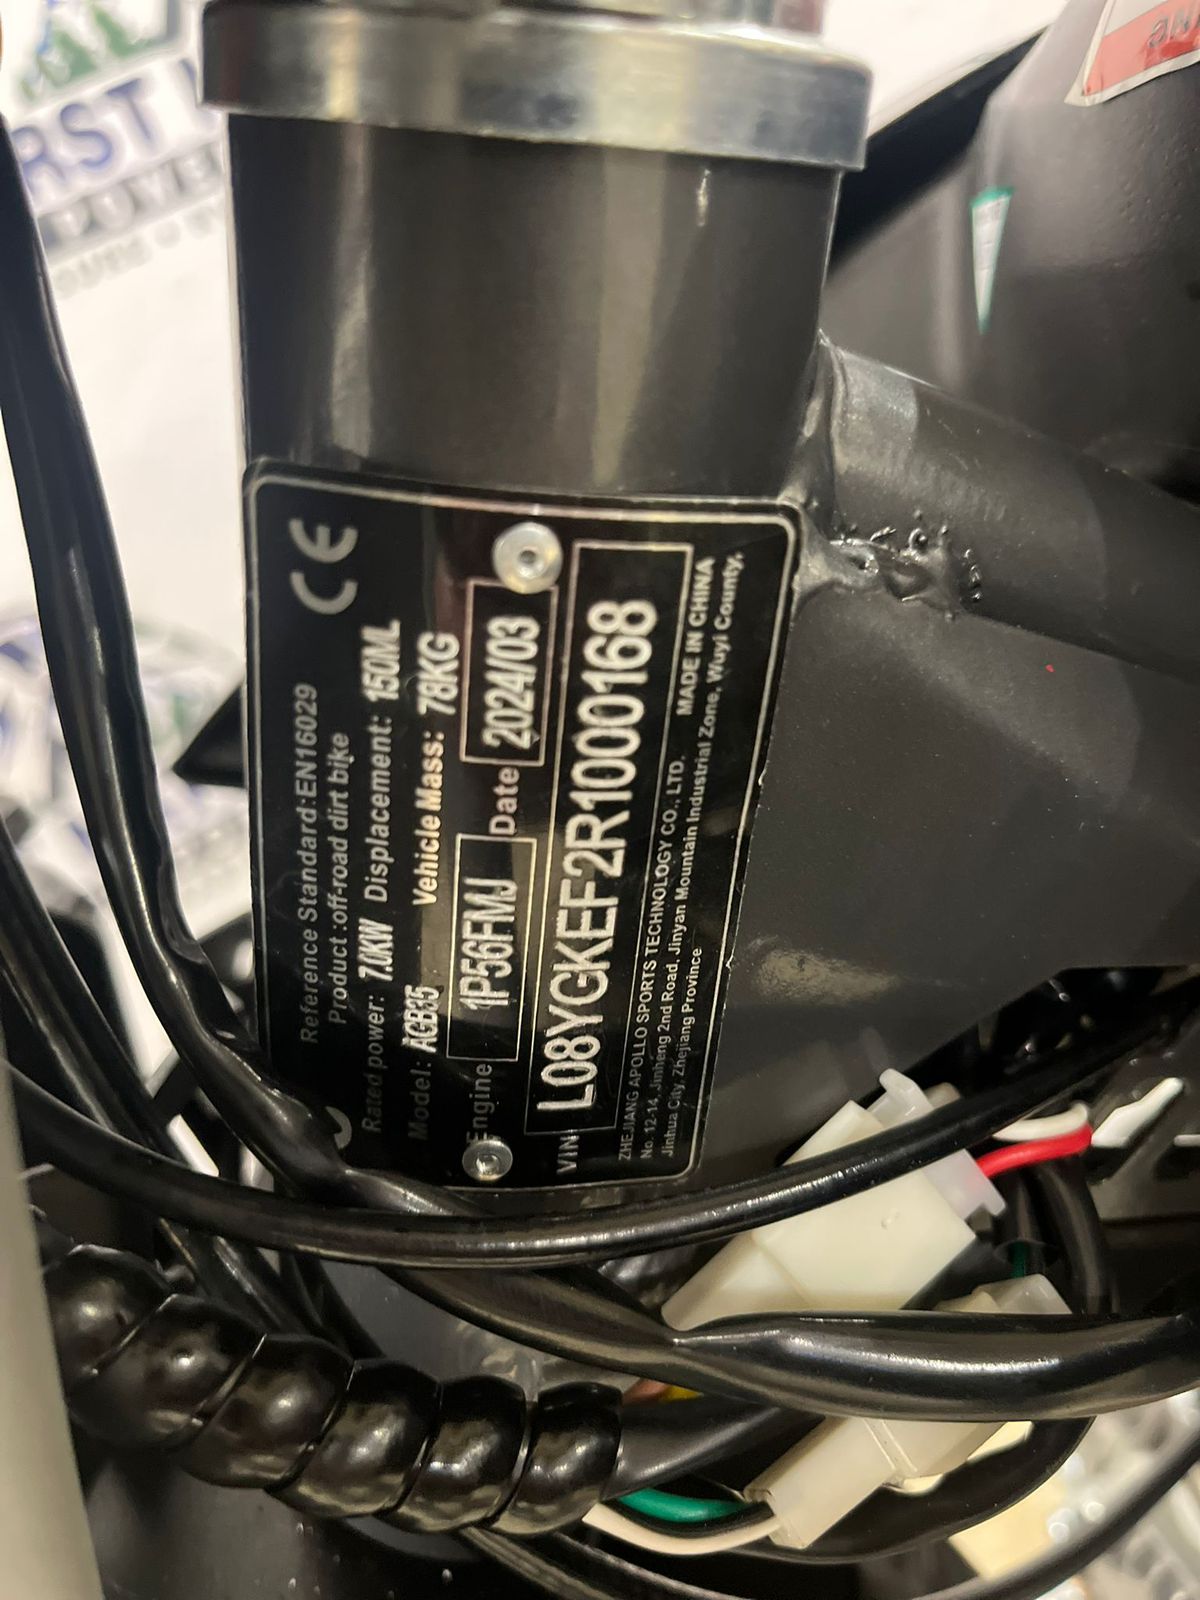 CE
Reference Standard:EN16029
Product:off-road dirt bike
Rated power: 7.0KW Displacement: 150ML
Model: AGB35 Vehicle Mass: 78KG
Engine 1P56FMJ Date 2024/03
VIN L08YGKEF2R1000168
ZHEJIANG APOLLO SPORTS TECHNOLOGY CO.,LTD. MADE IN CHINA
No. 12-14, Jinheng 2nd Road, Jinyan Mountain Industrial Zone, Wuyi County,
Jinhua City, Zhejiang Province